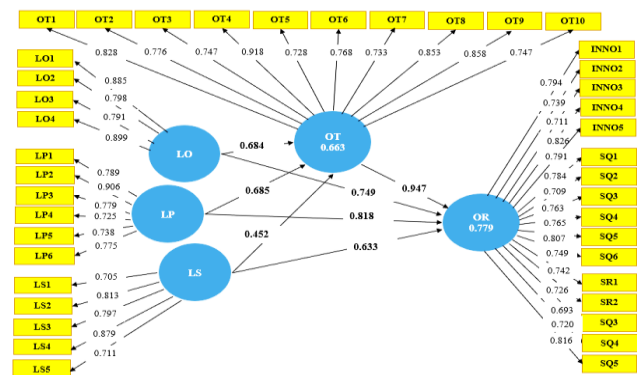 OT1 OT2 OT3 OT4 OT5 OT6 OT7 OT8 OT9 OT10
0.828 0.776 0.747 0.918 0.728 0.768 0.733 0.853 0.858 0.747
LO1
LO2
LO3
LO4
0.885
0.798
0.791
0.899
LO
LP1
LP2
LP3
LP4
LP5
LP6
0.789
0.906
0.779
0.725
0.738
0.775
LP
LS1
LS2
LS3
LS4
LS5
0.705
0.813
0.797
0.879
0.711
LS
OT
0.663
0.684
0.685
0.452
0.749
0.818
0.633
0.947
OR
0.779
0.794
0.739
0.711
0.826
0.791
0.784
0.709
0.763
0.765
0.807
0.749
0.742
0.726
0.693
0.720
0.816
INNO1
INNO2
INNO3
INNO4
INNO5
SQ1
SQ2
SQ3
SQ4
SQ5
SQ6
SR1
SR2
SQ3
SQ4
SQ5